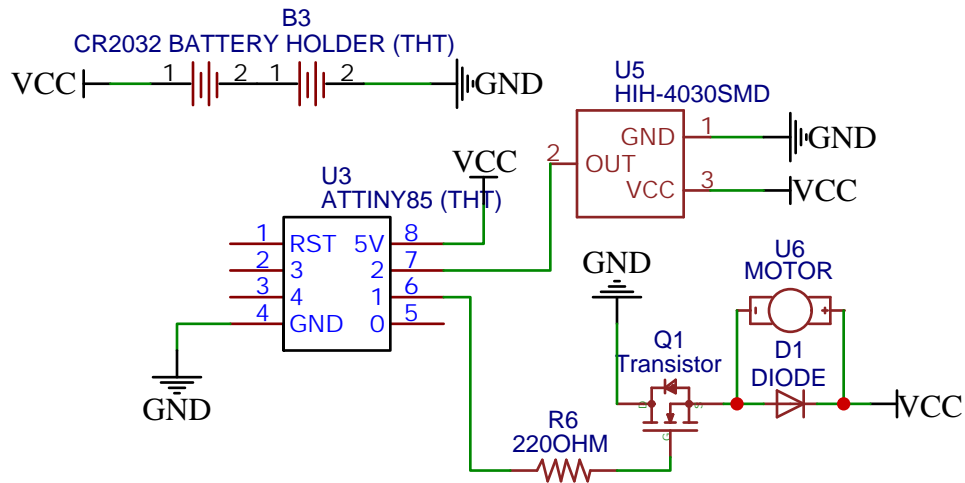 B3
CR2032 BATTERY HOLDER (THT)
VCC 1 2 1 2 GND
U5
HIH-4030SMD
GND 1 GND
2 OUT
VCC 3 VCC
VCC
U3
ATTINY85 (THT)
1 RST 5V 8
2 3 2 7
3 4 1 6
4 GND 0 5
GND
GND
U6
MOTOR
- +
Q1
Transistor
D S
G
D1
DIODE
VCC
R6
220OHM